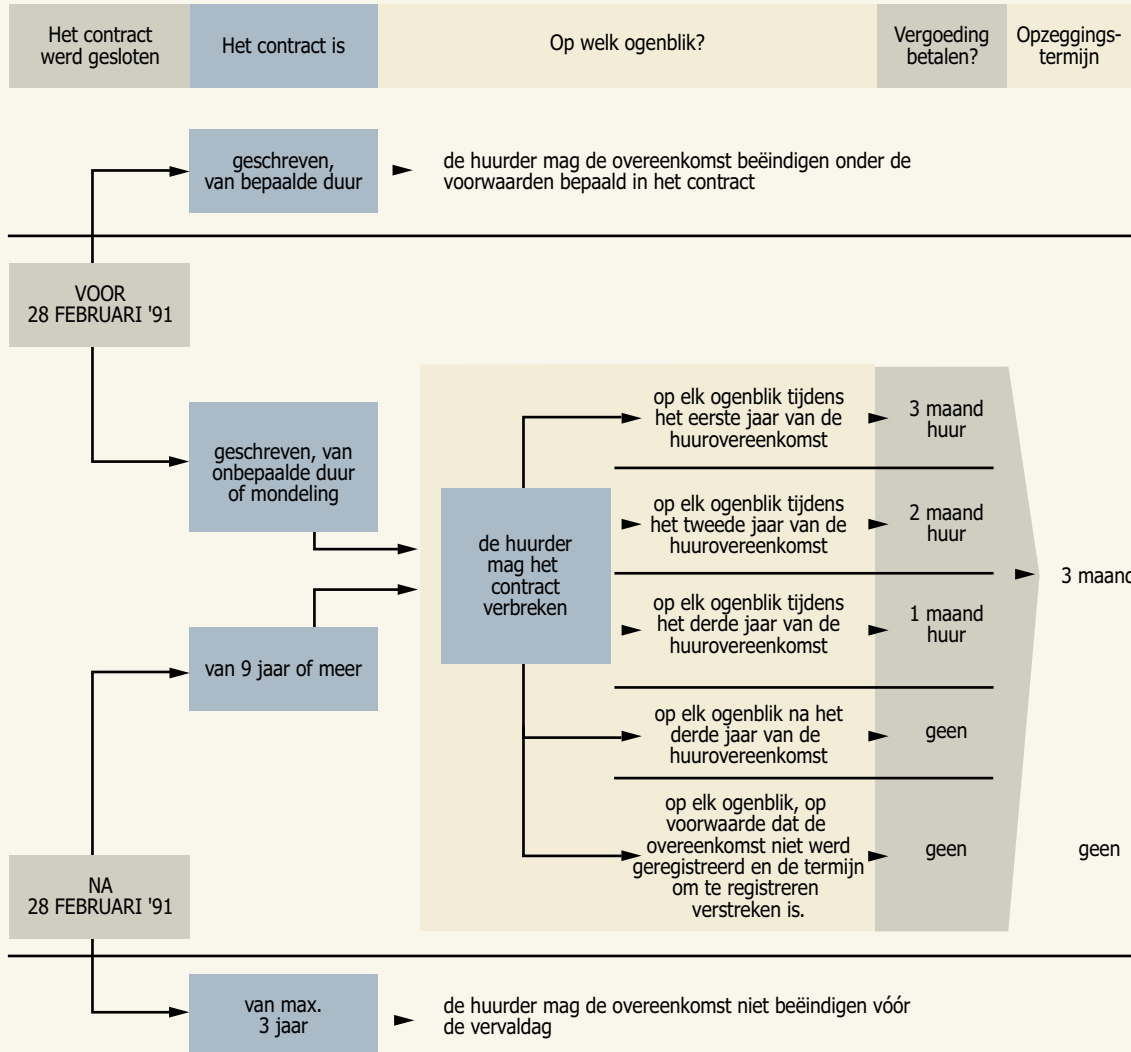 Het contract
werd gesloten
Het contract is
Op welk ogenblik?
Vergoeding
betalen?
Opzeggings-
termijn
geschreven,
van bepaalde duur
de huurder mag de overeenkomst beëindigen onder de
voorwaarden bepaald in het contract
VOOR
28 FEBRUARI '91
geschreven, van
onbepaalde duur
of mondeling
van 9 jaar of meer
de huurder
mag het
contract
verbreken
op elk ogenblik tijdens
het eerste jaar van de
huurovereenkomst
3 maand
huur
op elk ogenblik tijdens
het tweede jaar van de
huurovereenkomst
2 maand
huur
op elk ogenblik tijdens
het derde jaar van de
huurovereenkomst
1 maand
huur
3 maand
op elk ogenblik na het
derde jaar van de
huurovereenkomst
geen
op elk ogenblik, op
voorwaarde dat de
overeenkomst niet werd
geregistreerd en de termijn
om te registreren
verstreken is.
geen
geen
NA
28 FEBRUARI '91
van max.
3 jaar
de huurder mag de overeenkomst niet beëindigen vóór
de vervaldag